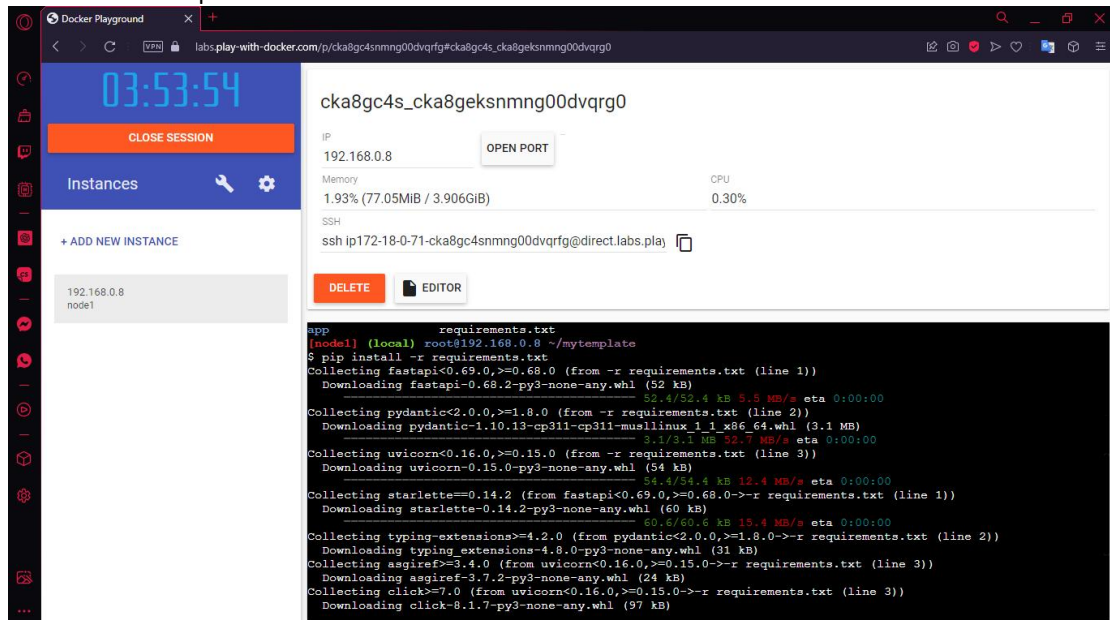 Docker Playground
VPN
labs.play-with-docker.com/p/cka8gc4snmng00dvqrfg#cka8gc4s_cka8geksnmng00dvqrg0
03:53:54
CLOSE SESSION
Instances
+ ADD NEW INSTANCE
192.168.0.8
node1
cka8gc4s_cka8geksnmng00dvqrg0
IP
192.168.0.8
OPEN PORT
Memory
1.93% (77.05MiB / 3.906GiB)
CPU
0.30%
SSH
ssh ip172-18-0-71-cka8gc4snmng00dvqrfg@direct.labs.play
DELETE
EDITOR
app requirements.txt
[node1] (local) root@192.168.0.8 ~/mytemplate
$ pip install -r requirements.txt
Collecting fastapi<0.69.0,>=0.68.0 (from -r requirements.txt (line 1))
Downloading fastapi-0.68.2-py3-none-any.whl (52 kB)
52.4/52.4 kB 5.5 MB/s eta 0:00:00
Collecting pydantic<2.0.0,>=1.8.0 (from -r requirements.txt (line 2))
Downloading pydantic-1.10.13-cp311-cp311-musllinux_1_1_x86_64.whl (3.1 MB)
3.1/3.1 MB 52.7 MB/s eta 0:00:00
Collecting uvicorn<0.16.0,>=0.15.0 (from -r requirements.txt (line 3))
Downloading uvicorn-0.15.0-py3-none-any.whl (54 kB)
54.4/54.4 kB 12.4 MB/s eta 0:00:00
Collecting starlette==0.14.2 (from fastapi<0.69.0,>=0.68.0->-r requirements.txt (line 1))
Downloading starlette-0.14.2-py3-none-any.whl (60 kB)
60.6/60.6 kB 15.4 MB/s eta 0:00:00
Collecting typing-extensions>=4.2.0 (from pydantic<2.0.0,>=1.8.0->-r requirements.txt (line 2))
Downloading typing_extensions-4.8.0-py3-none-any.whl (31 kB)
Collecting asgiref>=3.4.0 (from uvicorn<0.16.0,>=0.15.0->-r requirements.txt (line 3))
Downloading asgiref-3.7.2-py3-none-any.whl (24 kB)
Collecting click>=7.0 (from uvicorn<0.16.0,>=0.15.0->-r requirements.txt (line 3))
Downloading click-8.1.7-py3-none-any.whl (97 kB)